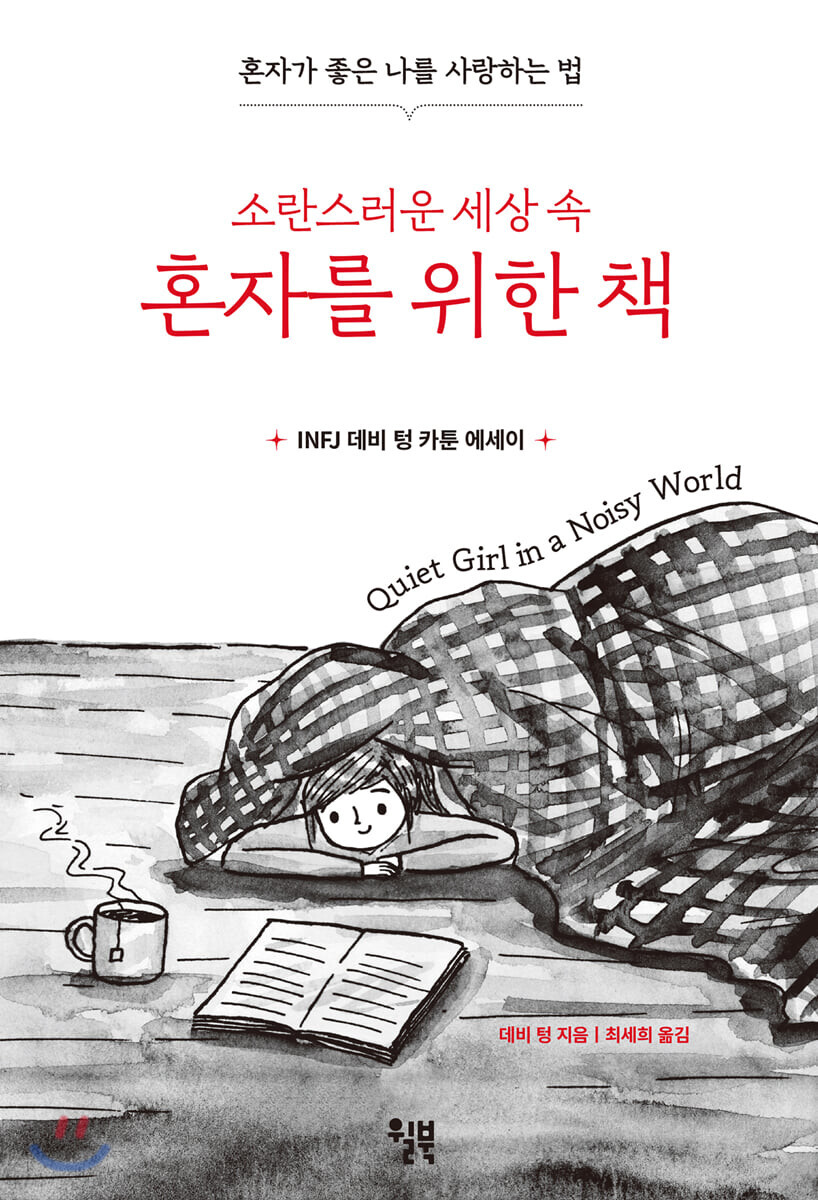 혼자가 좋은 나를 사랑하는 법
소란스러운 세상 속
혼자를 위한 책
INFJ 데비 텅 카툰 에세이
Quiet Girl in a Noisy World
데비 텅 지음 | 최세희 옮김
윌북